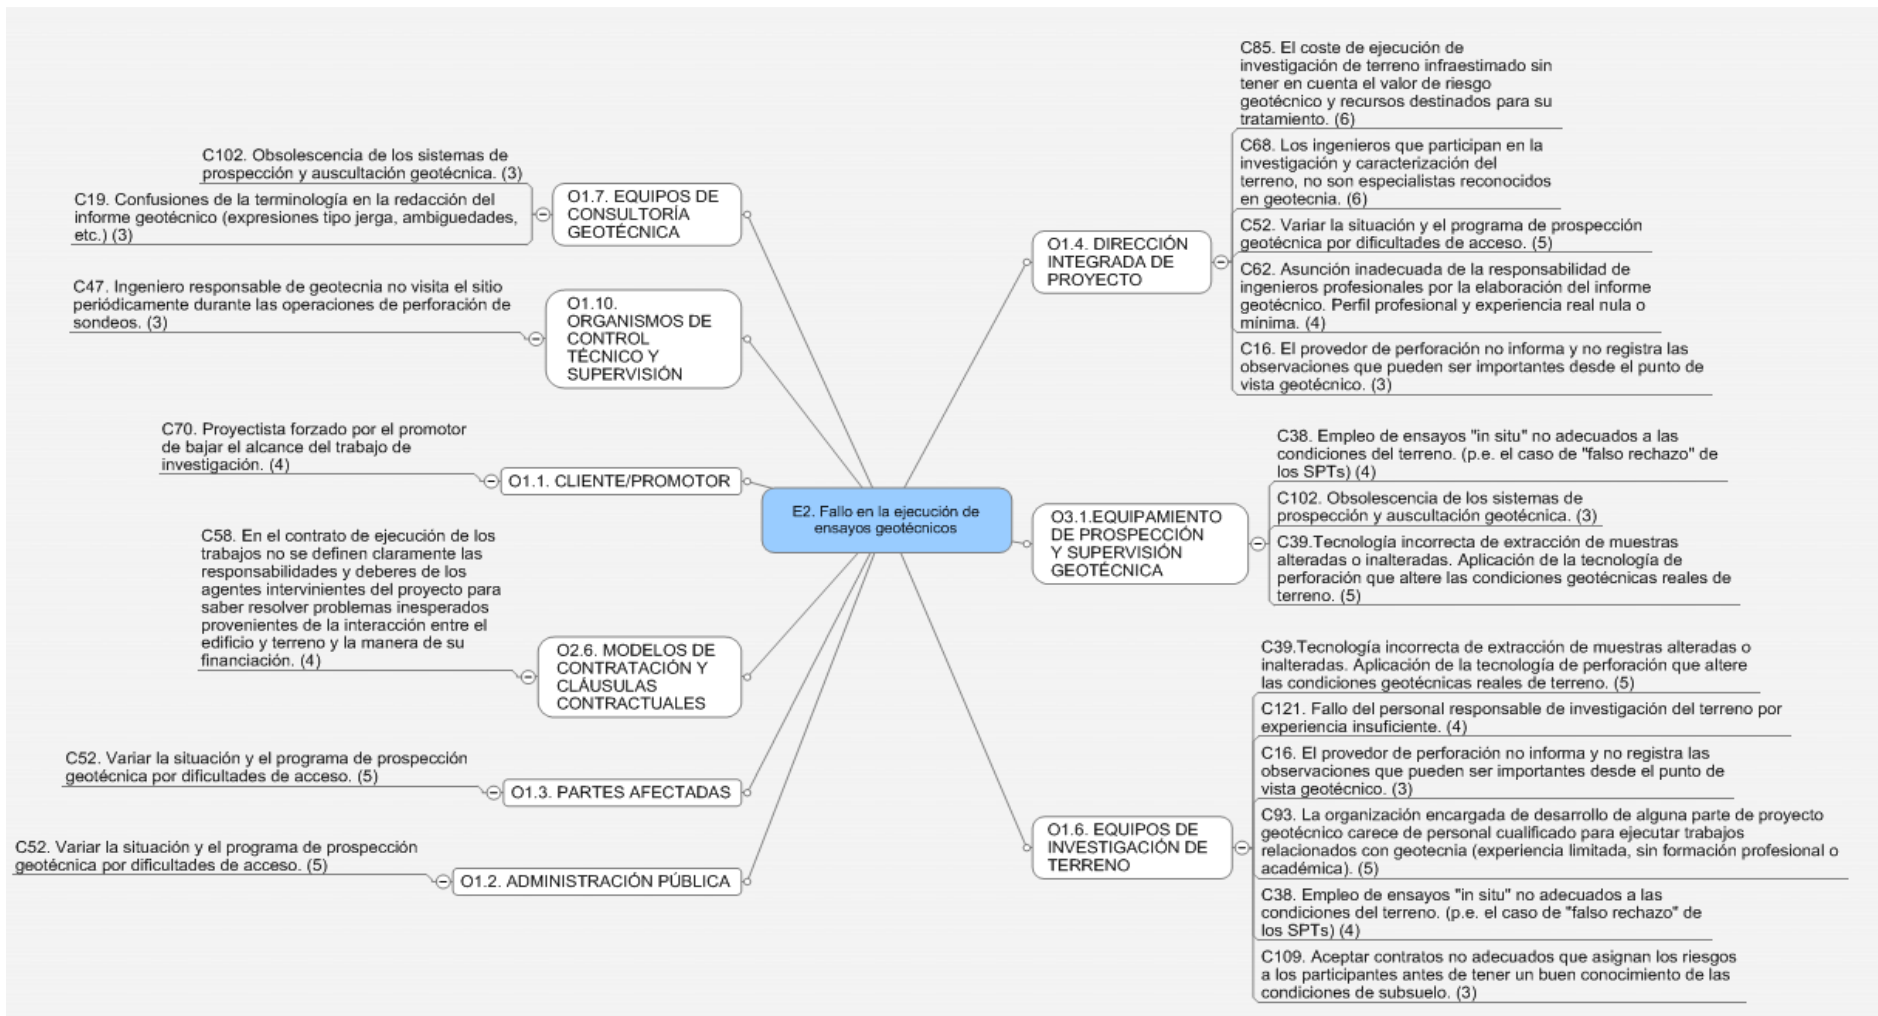 C102. Obsolescencia de los sistemas de
prospección y auscultación geotécnica. (3)
C19. Confusiones de la terminología en la redacción del
informe geotécnico (expresiones tipo jerga, ambiguedades,
etc.) (3)
O1.7. EQUIPOS DE
CONSULTORÍA
GEOTÉCNICA
C47. Ingeniero responsable de geotecnia no visita el sitio
periódicamente durante las operaciones de perforación de
sondeos. (3)
O1.10.
ORGANISMOS DE
CONTROL
TÉCNICO Y
SUPERVISIÓN
C70. Proyectista forzado por el promotor
de bajar el alcance del trabajo de
investigación. (4)
O1.1. CLIENTE/PROMOTOR
C58. En el contrato de ejecución de los
trabajos no se definen claramente las
responsabilidades y deberes de los
agentes intervinientes del proyecto para
saber resolver problemas inesperados
provenientes de la interacción entre el
edificio y terreno y la manera de su
financiación. (4)
O2.6. MODELOS DE
CONTRATACIÓN Y
CLÁUSULAS
CONTRACTUALES
C52. Variar la situación y el programa de prospección
geotécnica por dificultades de acceso. (5)
O1.3. PARTES AFECTADAS
C52. Variar la situación y el programa de prospección
geotécnica por dificultades de acceso. (5)
O1.2. ADMINISTRACIÓN PÚBLICA
E2. Fallo en la ejecución de
ensayos geotécnicos
O1.4. DIRECCIÓN
INTEGRADA DE
PROYECTO
C85. El coste de ejecución de
investigación de terreno infraestimado sin
tener en cuenta el valor de riesgo
geotécnico y recursos destinados para su
tratamiento. (6)
C68. Los ingenieros que participan en la
investigación y caracterización del
terreno, no son especialistas reconocidos
en geotecnia. (6)
C52. Variar la situación y el programa de prospección
geotécnica por dificultades de acceso. (5)
C62. Asunción inadecuada de la responsabilidad de
ingenieros profesionales por la elaboración del informe
geotécnico. Perfil profesional y experiencia real nula o
mínima. (4)
C16. El provedor de perforación no informa y no registra las
observaciones que pueden ser importantes desde el punto de
vista geotécnico. (3)
O3.1.EQUIPAMIENTO
DE PROSPECCIÓN
Y SUPERVISIÓN
GEOTÉCNICA
C38. Empleo de ensayos "in situ" no adecuados a las
condiciones del terreno. (p.e. el caso de "falso rechazo" de
los SPTs) (4)
C102. Obsolescencia de los sistemas de
prospección y auscultación geotécnica. (3)
C39.Tecnología incorrecta de extracción de muestras
alteradas o inalteradas. Aplicación de la tecnología de
perforación que altere las condiciones geotécnicas reales de
terreno. (5)
O1.6. EQUIPOS DE
INVESTIGACIÓN DE
TERRENO
C39.Tecnología incorrecta de extracción de muestras alteradas o
inalteradas. Aplicación de la tecnología de perforación que altere
las condiciones geotécnicas reales de terreno. (5)
C121. Fallo del personal responsable de investigación del terreno por
experiencia insuficiente. (4)
C16. El provedor de perforación no informa y no registra las
observaciones que pueden ser importantes desde el punto de
vista geotécnico. (3)
C93. La organización encargada de desarrollo de alguna parte de proyecto
geotécnico carece de personal cualificado para ejecutar trabajos
relacionados con geotecnia (experiencia limitada, sin formación profesional o
académica). (5)
C38. Empleo de ensayos "in situ" no adecuados a las
condiciones del terreno. (p.e. el caso de "falso rechazo" de
los SPTs) (4)
C109. Aceptar contratos no adecuados que asignan los riesgos
a los participantes antes de tener un buen conocimiento de las
condiciones de subsuelo. (3)